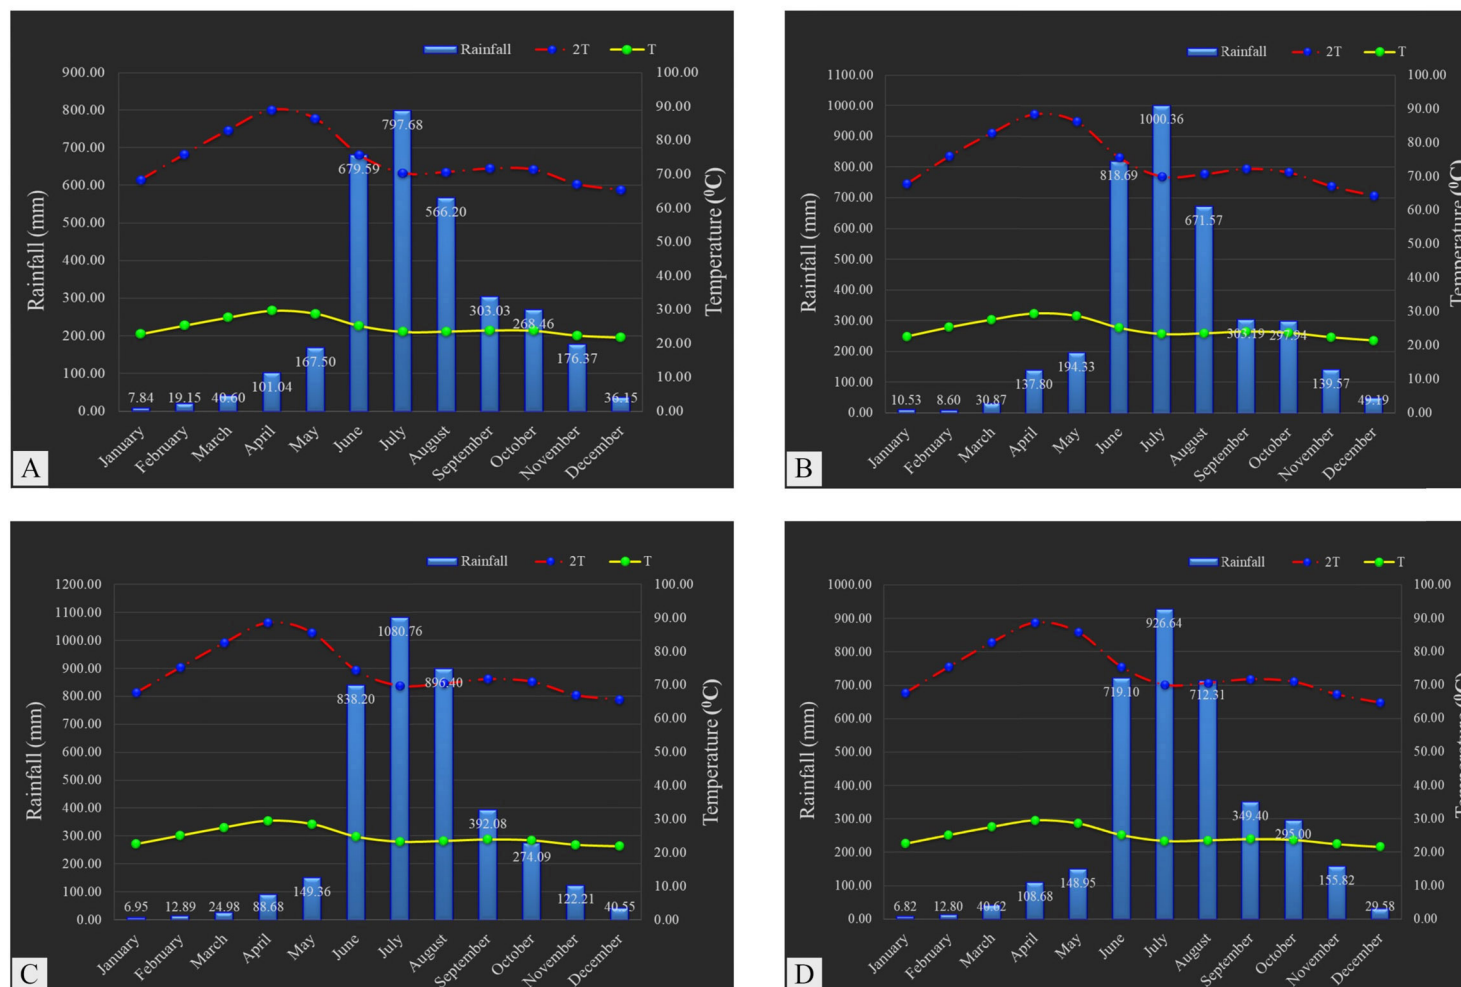 Rainfall 2T T
900.00 100.00
800.00 90.00
700.00 80.00
600.00 70.00
500.00 60.00
400.00 50.00
300.00 40.00
200.00 30.00
100.00 20.00
0.00 10.00
0.00
Rainfall (mm)
Temperature (⁰C)
7.84 19.15 40.60 101.04 167.50 679.59 797.68 566.20 303.03 268.46 176.37 36.15
January February March April May June July August September October November December
A
Rainfall 2T T
1100.00 100.00
1000.00 90.00
900.00 80.00
800.00 70.00
700.00 60.00
600.00 50.00
500.00 40.00
400.00 30.00
300.00 20.00
200.00 10.00
100.00 0.00
0.00
Rainfall (mm)
Temperature (⁰C)
10.53 8.60 30.87 137.80 194.33 818.69 1000.36 671.57 303.19 297.94 139.57 49.19
January February March April May June July August September October November December
B
Rainfall 2T T
1200.00 100.00
1100.00 90.00
1000.00 80.00
900.00 70.00
800.00 60.00
700.00 50.00
600.00 40.00
500.00 30.00
400.00 20.00
300.00 10.00
200.00 0.00
100.00
0.00
Rainfall (mm)
Temperature (⁰C)
6.95 12.89 24.98 88.68 149.36 838.20 1080.76 896.40 392.08 274.09 122.21 40.55
January February March April May June July August September October November December
C
Rainfall 2T T
1000.00 100.00
900.00 90.00
800.00 80.00
700.00 70.00
600.00 60.00
500.00 50.00
400.00 40.00
300.00 30.00
200.00 20.00
100.00 10.00
0.00 0.00
Rainfall (mm)
Temperature (⁰C)
6.82 12.80 40.62 108.68 148.95 719.10 926.64 712.31 349.40 295.00 155.82 29.58
January February March April May June July August September October November December
D